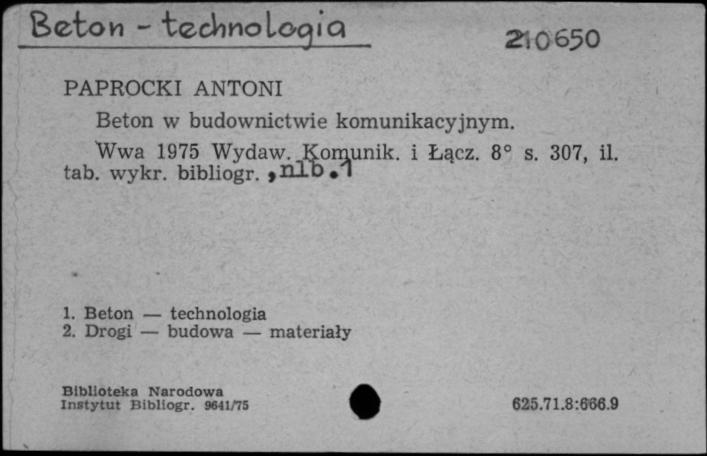 Beton - technologia
210650
PAPROCKI ANTONI
Beton w budownictwie komunikacyjnym.
Wwa 1975 Wydaw. Komunik. i Łącz. 8° s. 307, il.
tab. wykr. bibliogr. ,nlb.1
1. Beton — technologia
2. Drogi — budowa — materiały
Biblioteka Narodowa
Instytut Bibliogr. 9641/75
625.71.8:666.9